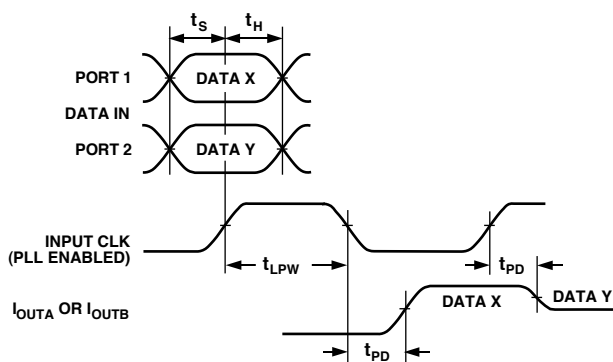 tS tH
PORT 1 DATA X
DATA IN
PORT 2 DATA Y
INPUT CLK
(PLL ENABLED)
tLPW tPD
IOUTA OR IOUTB DATA X DATA Y
tPD